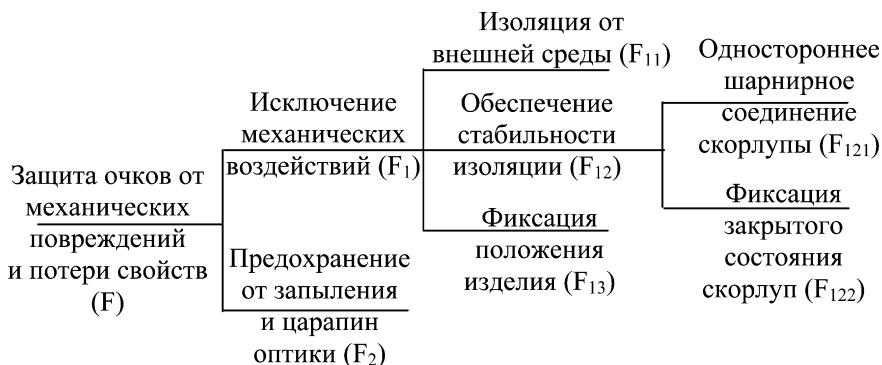 Защита очков от
механических
повреждений
и потери свойств
(F)
Исключение
механических
воздействий (F₁)
Предохранение
от запыления
и царапин
оптики (F₂)
Изоляция от
внешней среды (F₁₁)
Обеспечение
стабильности
изоляции (F₁₂)
Фиксация
положения
изделия (F₁₃)
Одностороннее
шарнирное
соединение
скорлупы (F₁₂₁)
Фиксация
закрытого
состояния
скорлуп (F₁₂₂)